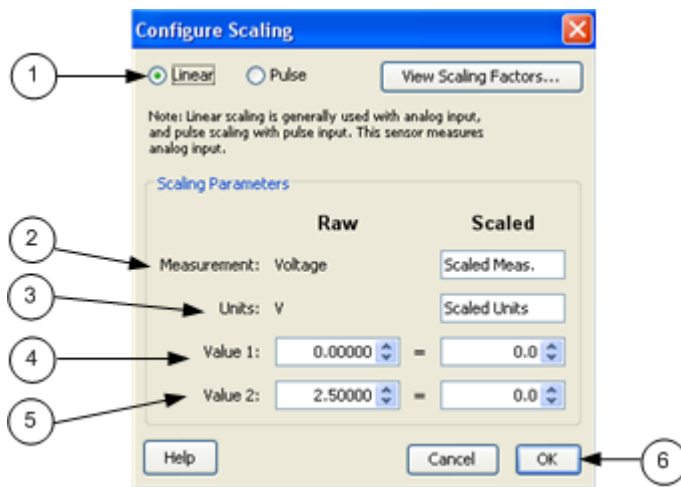 Configure Scaling
1
Linear Pulse View Scaling Factors...
Note: Linear scaling is generally used with analog input,
and pulse scaling with pulse input. This sensor measures
analog input.
Scaling Parameters
Raw Scaled
2
Measurement: Voltage Scaled Meas.
3
Units: V Scaled Units
4
Value 1: 0.00000 = 0.0
5
Value 2: 2.50000 = 0.0
Help Cancel OK
6